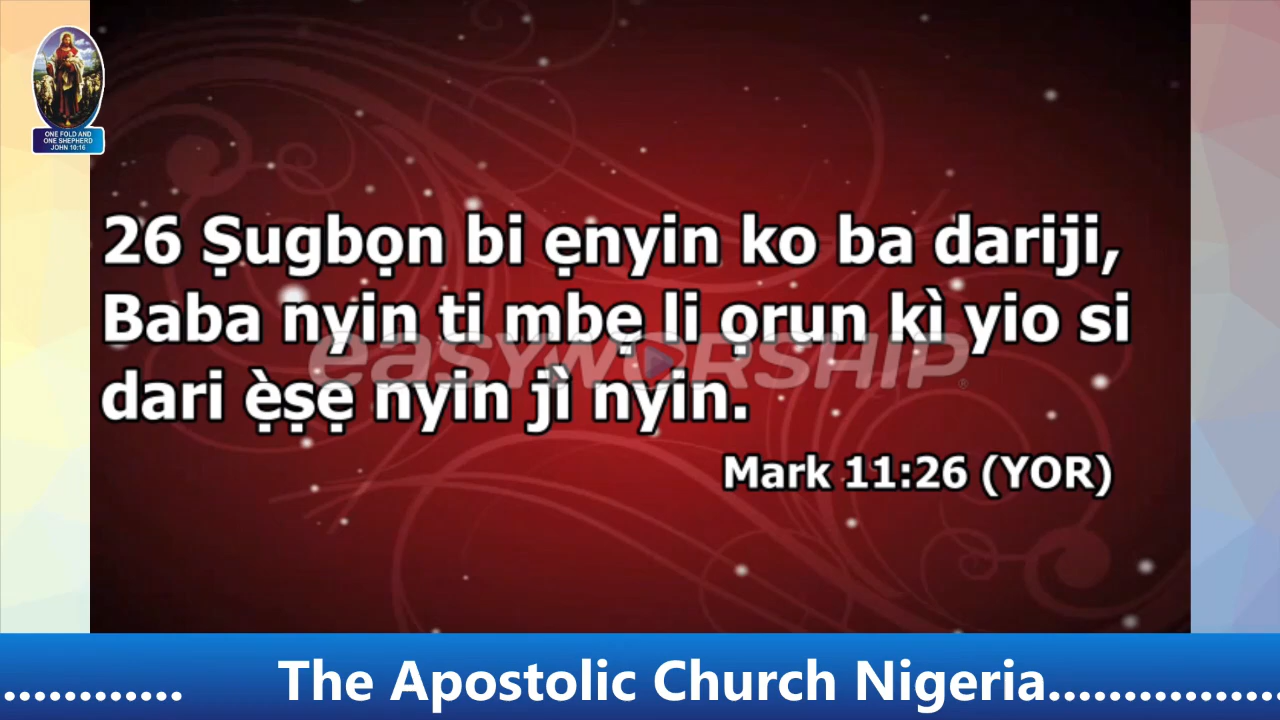 ONE FOLD AND
ONE SHEPHERD
JOHN 10:16
26 Ṣugbọn bi ẹnyin ko ba dariji,
Baba nyin ti mbẹ li ọrun kì yio si
dari ẹ̀ṣẹ nyin jì nyin.
easyworship®
Mark 11:26 (YOR)
............ The Apostolic Church Nigeria................